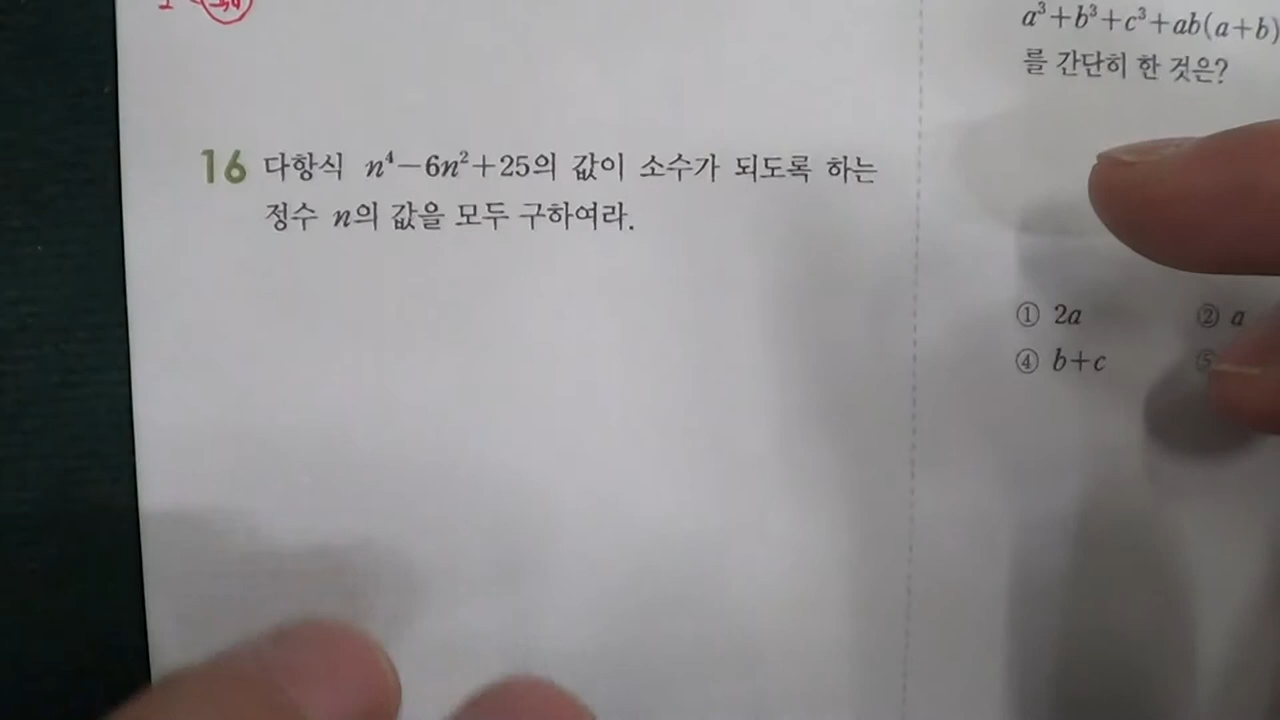 16 다항식 n⁴−6n²+25의 값이 소수가 되도록 하는
정수 n의 값을 모두 구하여라.
a³+b³+c³+ab(a+b)
를 간단히 한 것은?
① 2a ② a
④ b+c